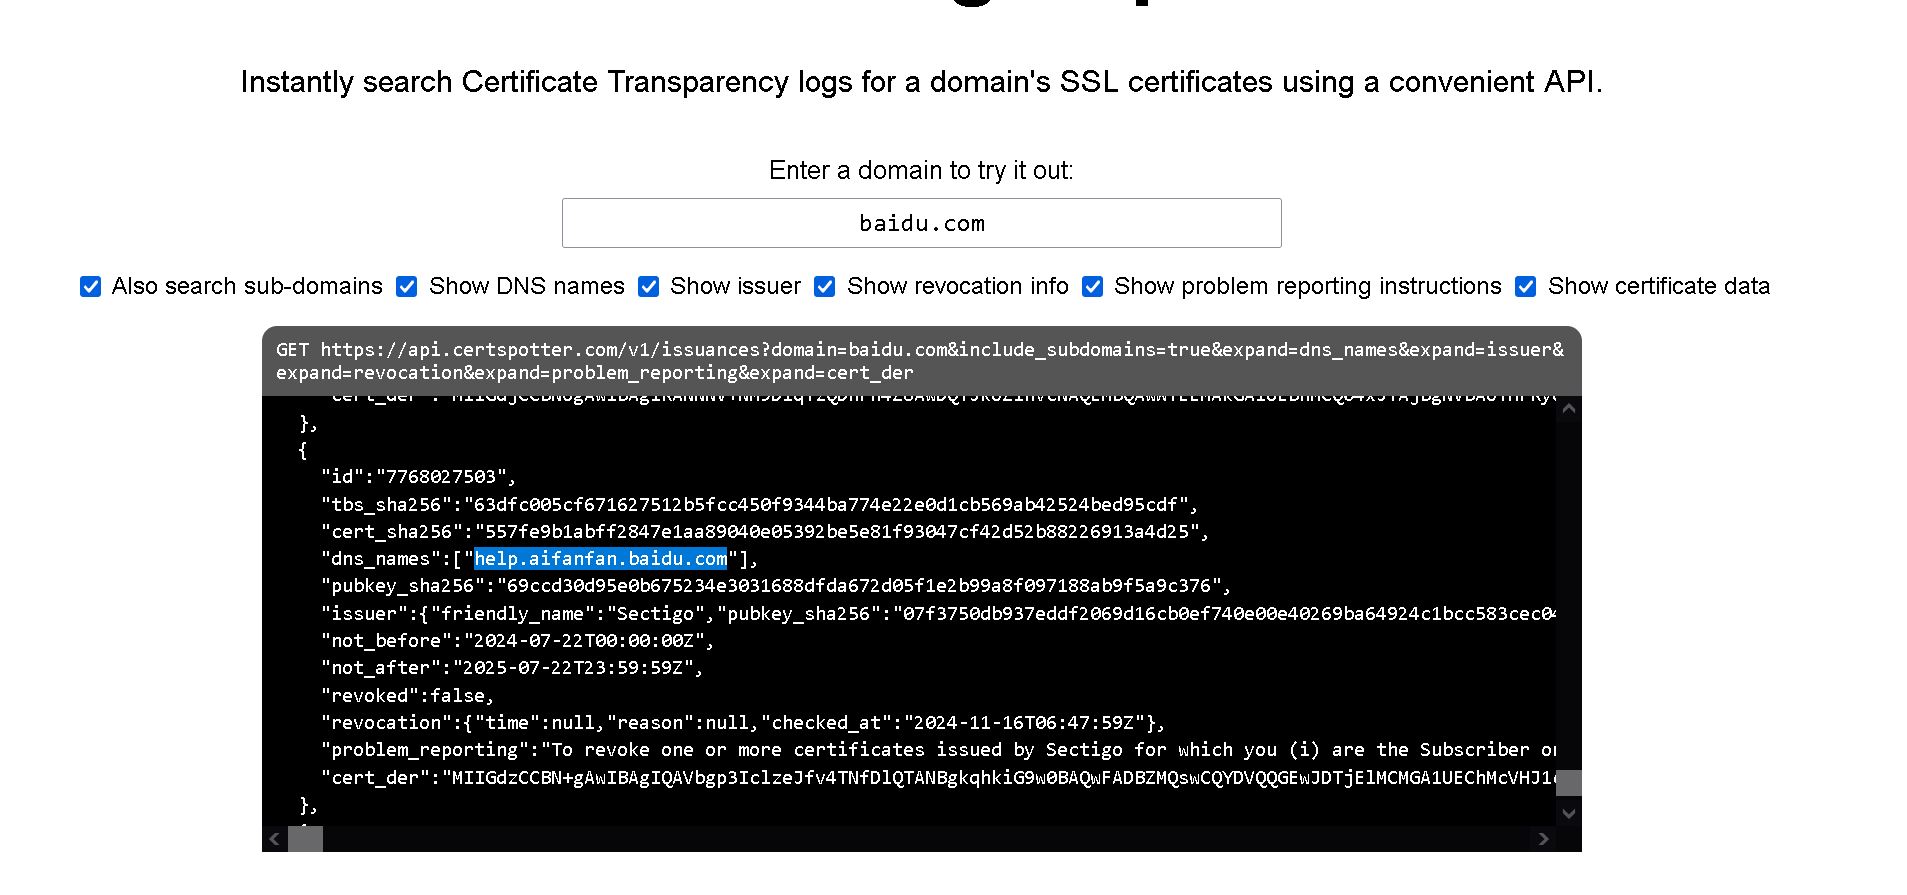 Instantly search Certificate Transparency logs for a domain's SSL certificates using a convenient API.
Enter a domain to try it out:
baidu.com
Also search sub-domains Show DNS names Show issuer Show revocation info Show problem reporting instructions Show certificate data
GET https://api.certspotter.com/v1/issuances?domain=baidu.com&include_subdomains=true&expand=dns_names&expand=issuer&
expand=revocation&expand=problem_reporting&expand=cert_der
},
{
"id":"7768027503",
"tbs_sha256":"63dfc005cf671627512b5fcc450f9344ba774e22e0d1cb569ab42524bed95cdf",
"cert_sha256":"557fe9b1abff2847e1aa89040e05392be5e81f93047cf42d52b88226913a4d25",
"dns_names":["help.aifanfan.baidu.com"],
"pubkey_sha256":"69ccd30d95e0b675234e3031688dfda672d05f1e2b99a8f097188ab9f5a9c376",
"issuer":{"friendly_name":"Sectigo","pubkey_sha256":"07f3750db937eddf2069d16cb0ef740e00e40269ba64924c1bcc583cec04
"not_before":"2024-07-22T00:00:00Z",
"not_after":"2025-07-22T23:59:59Z",
"revoked":false,
"revocation":{"time":null,"reason":null,"checked_at":"2024-11-16T06:47:59Z"},
"problem_reporting":"To revoke one or more certificates issued by Sectigo for which you (i) are the Subscriber or
"cert_der":"MIIGdzCCBN+gAwIBAgIQAVbgp3IclzeJfv4TNfDlQTANBgkqhkiG9w0BAQwFADBZMQswCQYDVQQGEwJDTjElMCMGA1UEChMcVHJ1
},